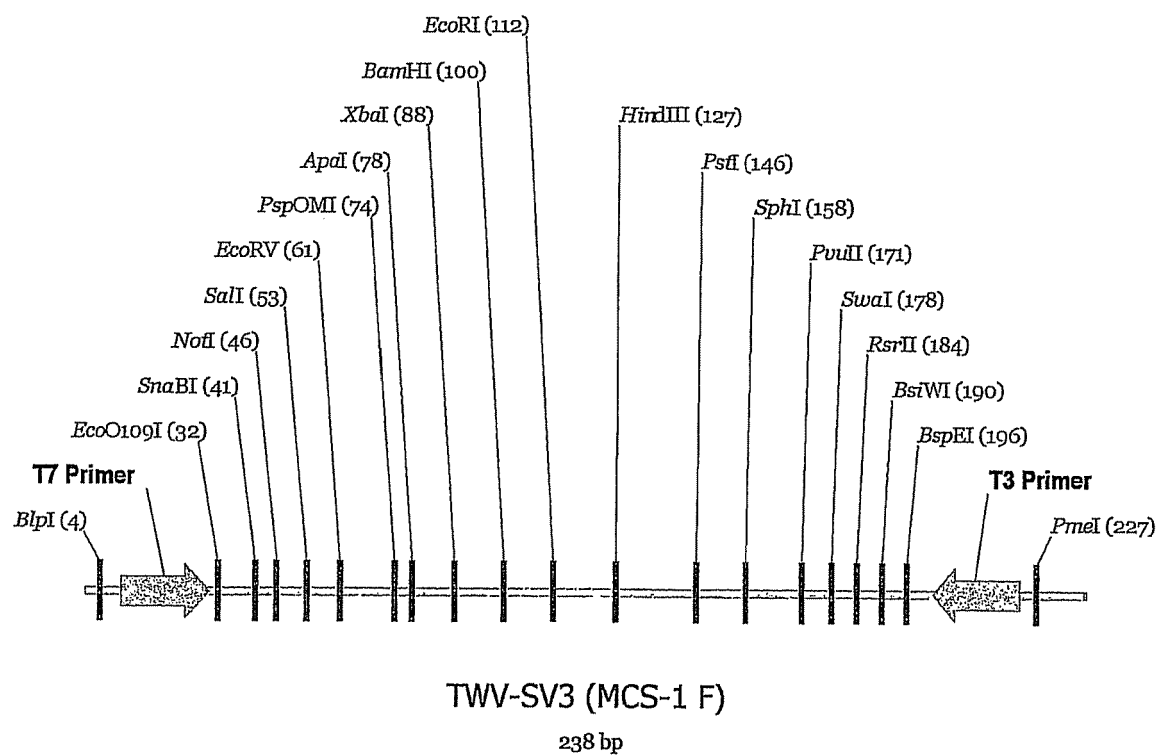 EcoRI (112)
BamHI (100)
XbaI (88)
HindIII (127)
ApaI (78)
PstI (146)
PspOMI (74)
SphI (158)
EcoRV (61)
PvuII (171)
SalI (53)
SwaI (178)
NotI (46)
RsrII (184)
SnaBI (41)
BsiWI (190)
EcoO109I (32)
BspEI (196)
T7 Primer
T3 Primer
BlpI (4)
PmeI (227)
TWV-SV3 (MCS-1 F)
238 bp